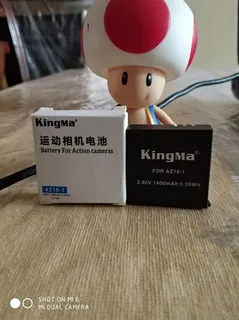 KingMa®
运动相机电池
Battery For Action cameras
AZ16-1
KingMa®
FOR AZ16-1
3.85V 1400mAh 5.39Wh
SHOT ON MI 6
MI DUAL CAMERA